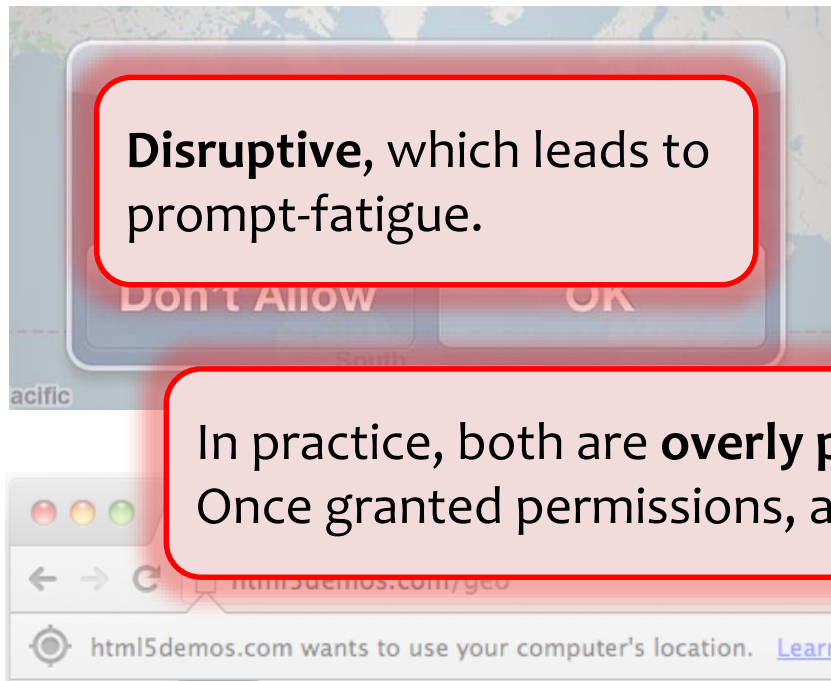 Disruptive, which leads to
prompt-fatigue.
Don't Allow OK
South
acific
In practice, both are overly p
Once granted permissions, a
html5demos.com/geo
html5demos.com wants to use your computer's location. Learn